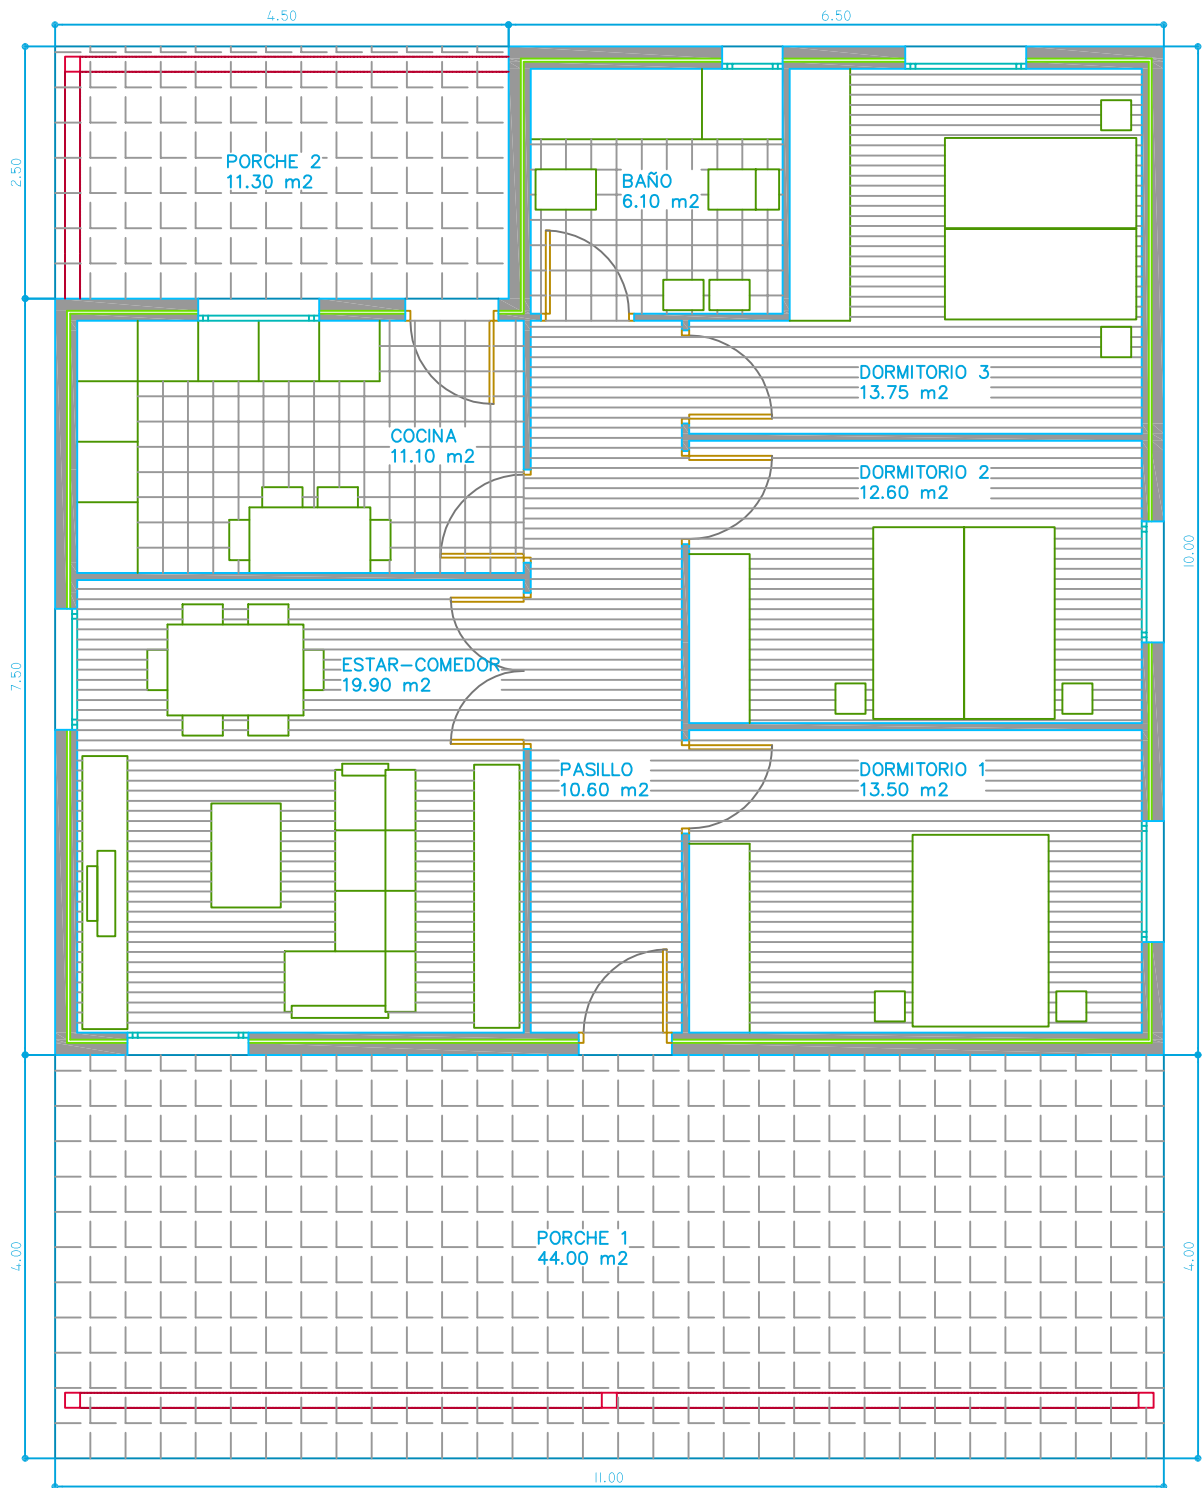 4.50
6.50
2.50
PORCHE 2
11.30 m2
BAÑO
6.10 m2
DORMITORIO 3
13.75 m2
COCINA
11.10 m2
DORMITORIO 2
12.60 m2
10.00
7.50
ESTAR-COMEDOR
19.90 m2
PASILLO
10.60 m2
DORMITORIO 1
13.50 m2
PORCHE 1
44.00 m2
4.00
4.00
11.00